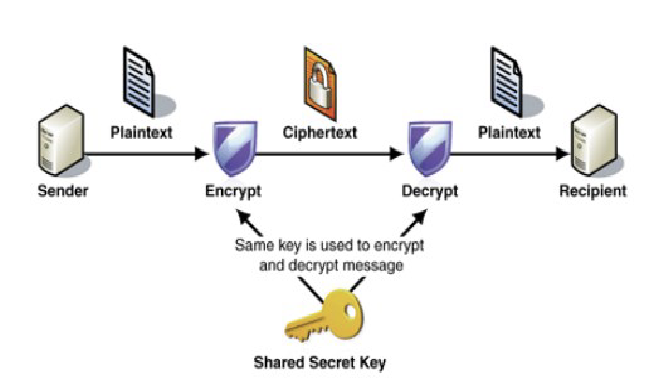 Plaintext
Ciphertext
Plaintext
Sender
Encrypt
Decrypt
Recipient
Same key is used to encrypt
and decrypt message
Shared Secret Key